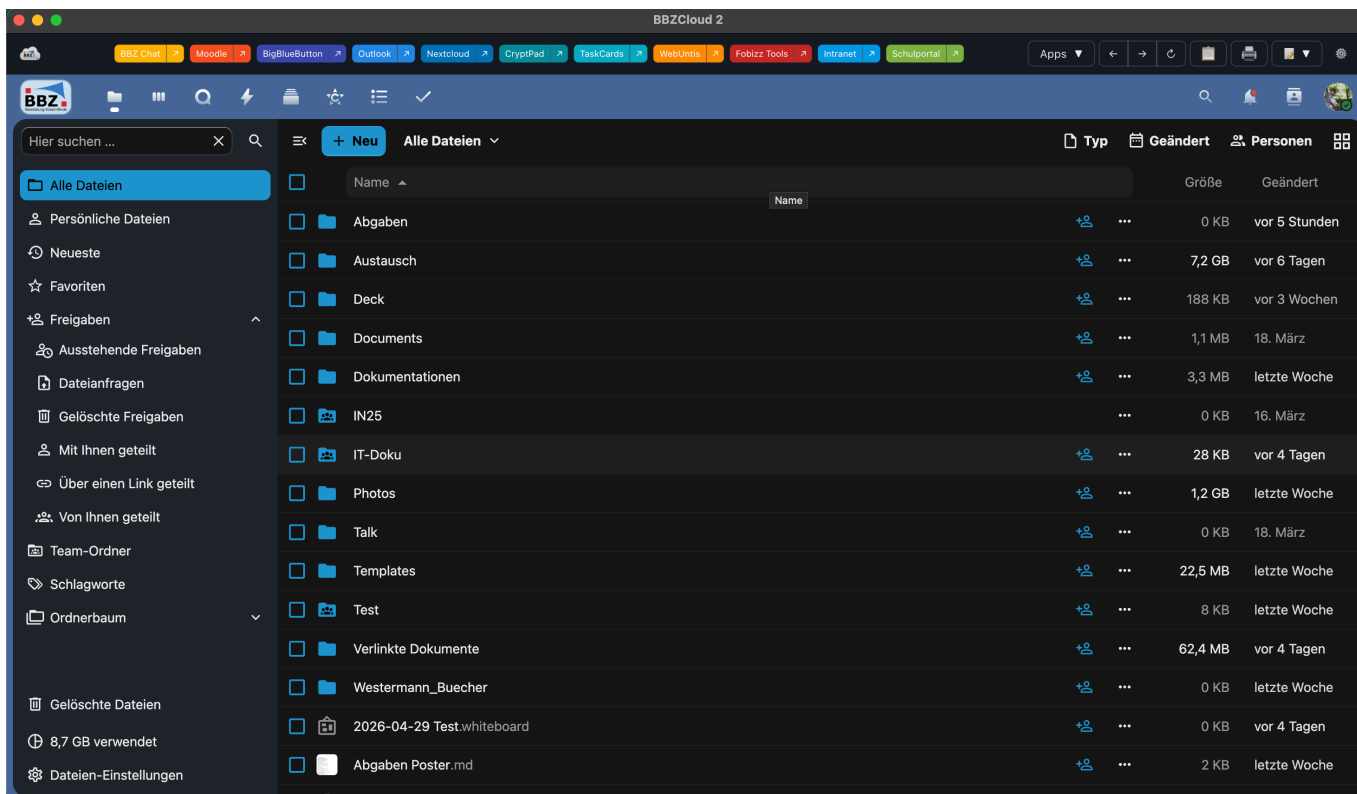 BBZCloud 2
BBZ Chat Moodle BigBlueButton Outlook Nextcloud CryptPad TaskCards WebUntis Fobizz Tools Intranet Schulportal Apps
BBZ
Hier suchen ...
+ Neu Alle Dateien Typ Geändert Personen
Alle Dateien
Persönliche Dateien
Neueste
Favoriten
Freigaben
Ausstehende Freigaben
Dateianfragen
Gelöschte Freigaben
Mit Ihnen geteilt
Über einen Link geteilt
Von Ihnen geteilt
Team-Ordner
Schlagworte
Ordnerbaum
Gelöschte Dateien
8,7 GB verwendet
Dateien-Einstellungen
Name Größe Geändert
Name
Abgaben 0 KB vor 5 Stunden
Austausch 7,2 GB vor 6 Tagen
Deck 188 KB vor 3 Wochen
Documents 1,1 MB 18. März
Dokumentationen 3,3 MB letzte Woche
IN25 0 KB 16. März
IT-Doku 28 KB vor 4 Tagen
Photos 1,2 GB letzte Woche
Talk 0 KB 18. März
Templates 22,5 MB letzte Woche
Test 8 KB letzte Woche
Verlinkte Dokumente 62,4 MB vor 4 Tagen
Westermann_Buecher 0 KB letzte Woche
2026-04-29 Test.whiteboard 0 KB vor 4 Tagen
Abgaben Poster.md 2 KB letzte Woche